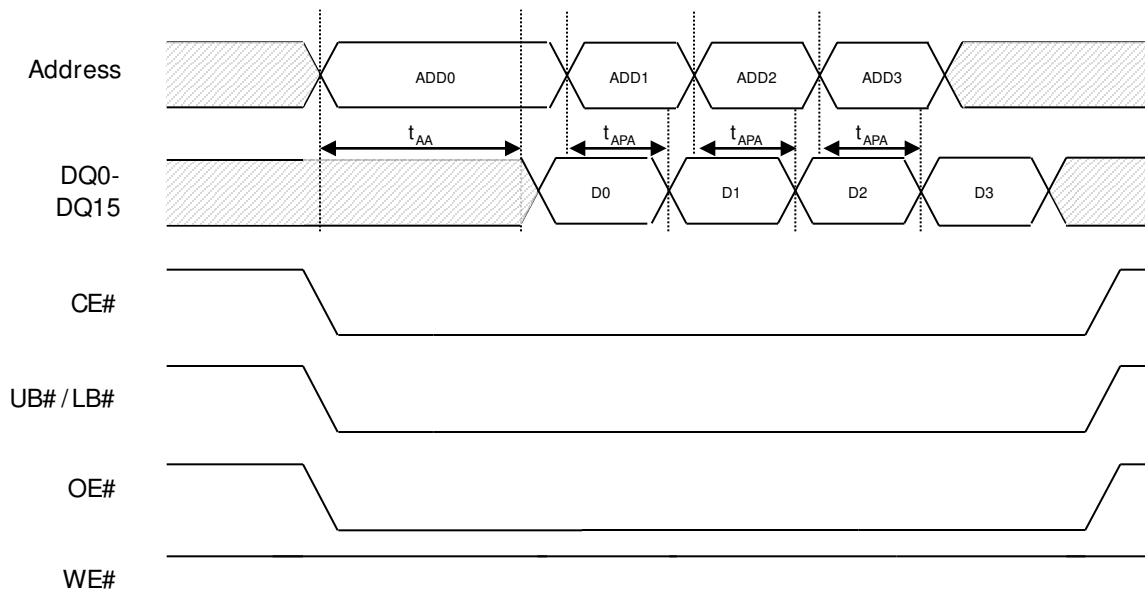 Address
ADD0
ADD1
ADD2
ADD3
tAA
tAPA
tAPA
tAPA
DQ0-
DQ15
D0
D1
D2
D3
CE#
UB# / LB#
OE#
WE#